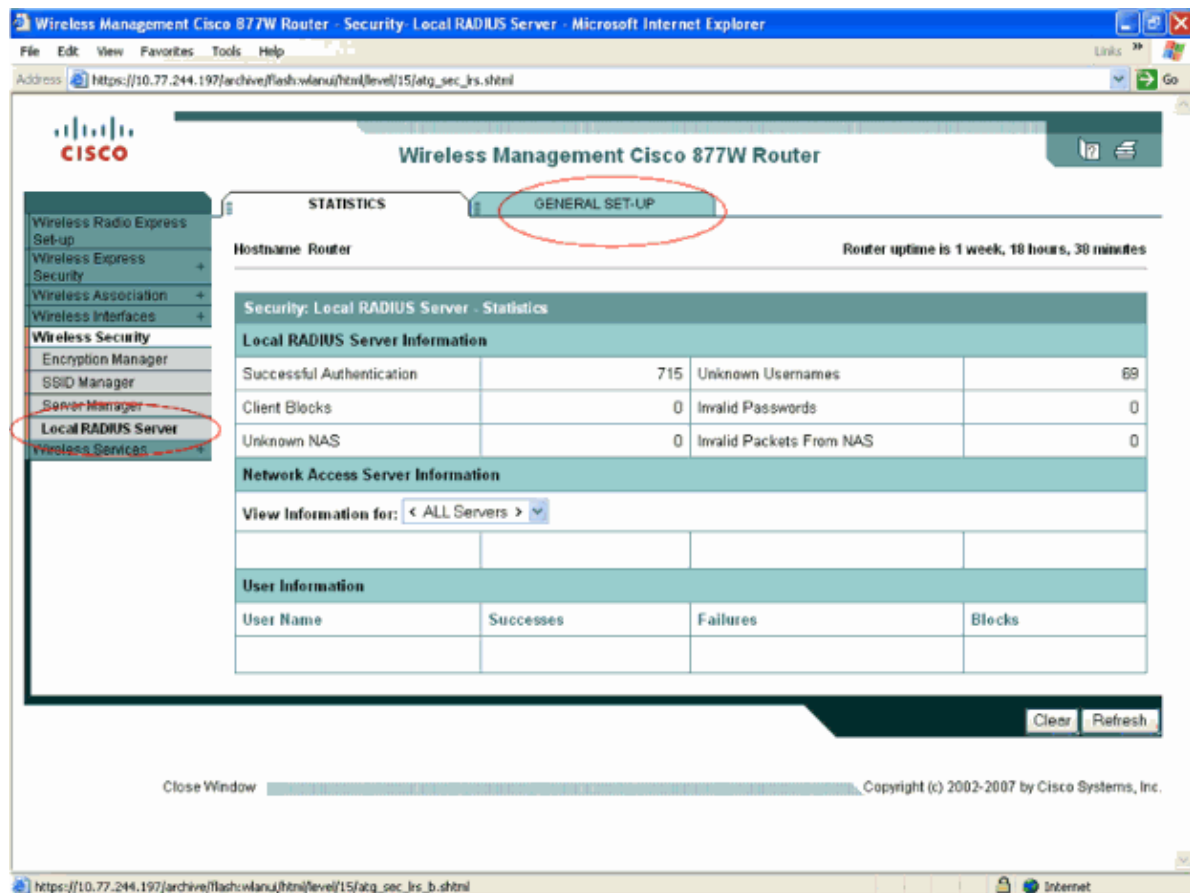 Wireless Management Cisco 877W Router - Security- Local RADIUS Server - Microsoft Internet Explorer
File Edit View Favorites Tools Help
Links »
Address https://10.77.244.197/archive/flash:wlanui/html/level/15/atg_sec_lrs.shtml
Go
CISCO
Wireless Management Cisco 877W Router
STATISTICS
GENERAL SET-UP
Wireless Radio Express
Set-up
Wireless Express
Security +
Wireless Association +
Wireless Interfaces +
Wireless Security
Encryption Manager
SSID Manager
Server Manager
Local RADIUS Server
Wireless Services +
Hostname Router
Router uptime is 1 week, 18 hours, 38 minutes
Security: Local RADIUS Server - Statistics
Local RADIUS Server Information
Successful Authentication 715 Unknown Usernames 69
Client Blocks 0 Invalid Passwords 0
Unknown NAS 0 Invalid Packets From NAS 0
Network Access Server Information
View Information for: < ALL Servers >
User Information
User Name Successes Failures Blocks
Clear Refresh
Close Window
Copyright (c) 2002-2007 by Cisco Systems, Inc.
https://10.77.244.197/archive/flash:wlanui/html/level/15/atg_sec_lrs_b.shtml
Internet